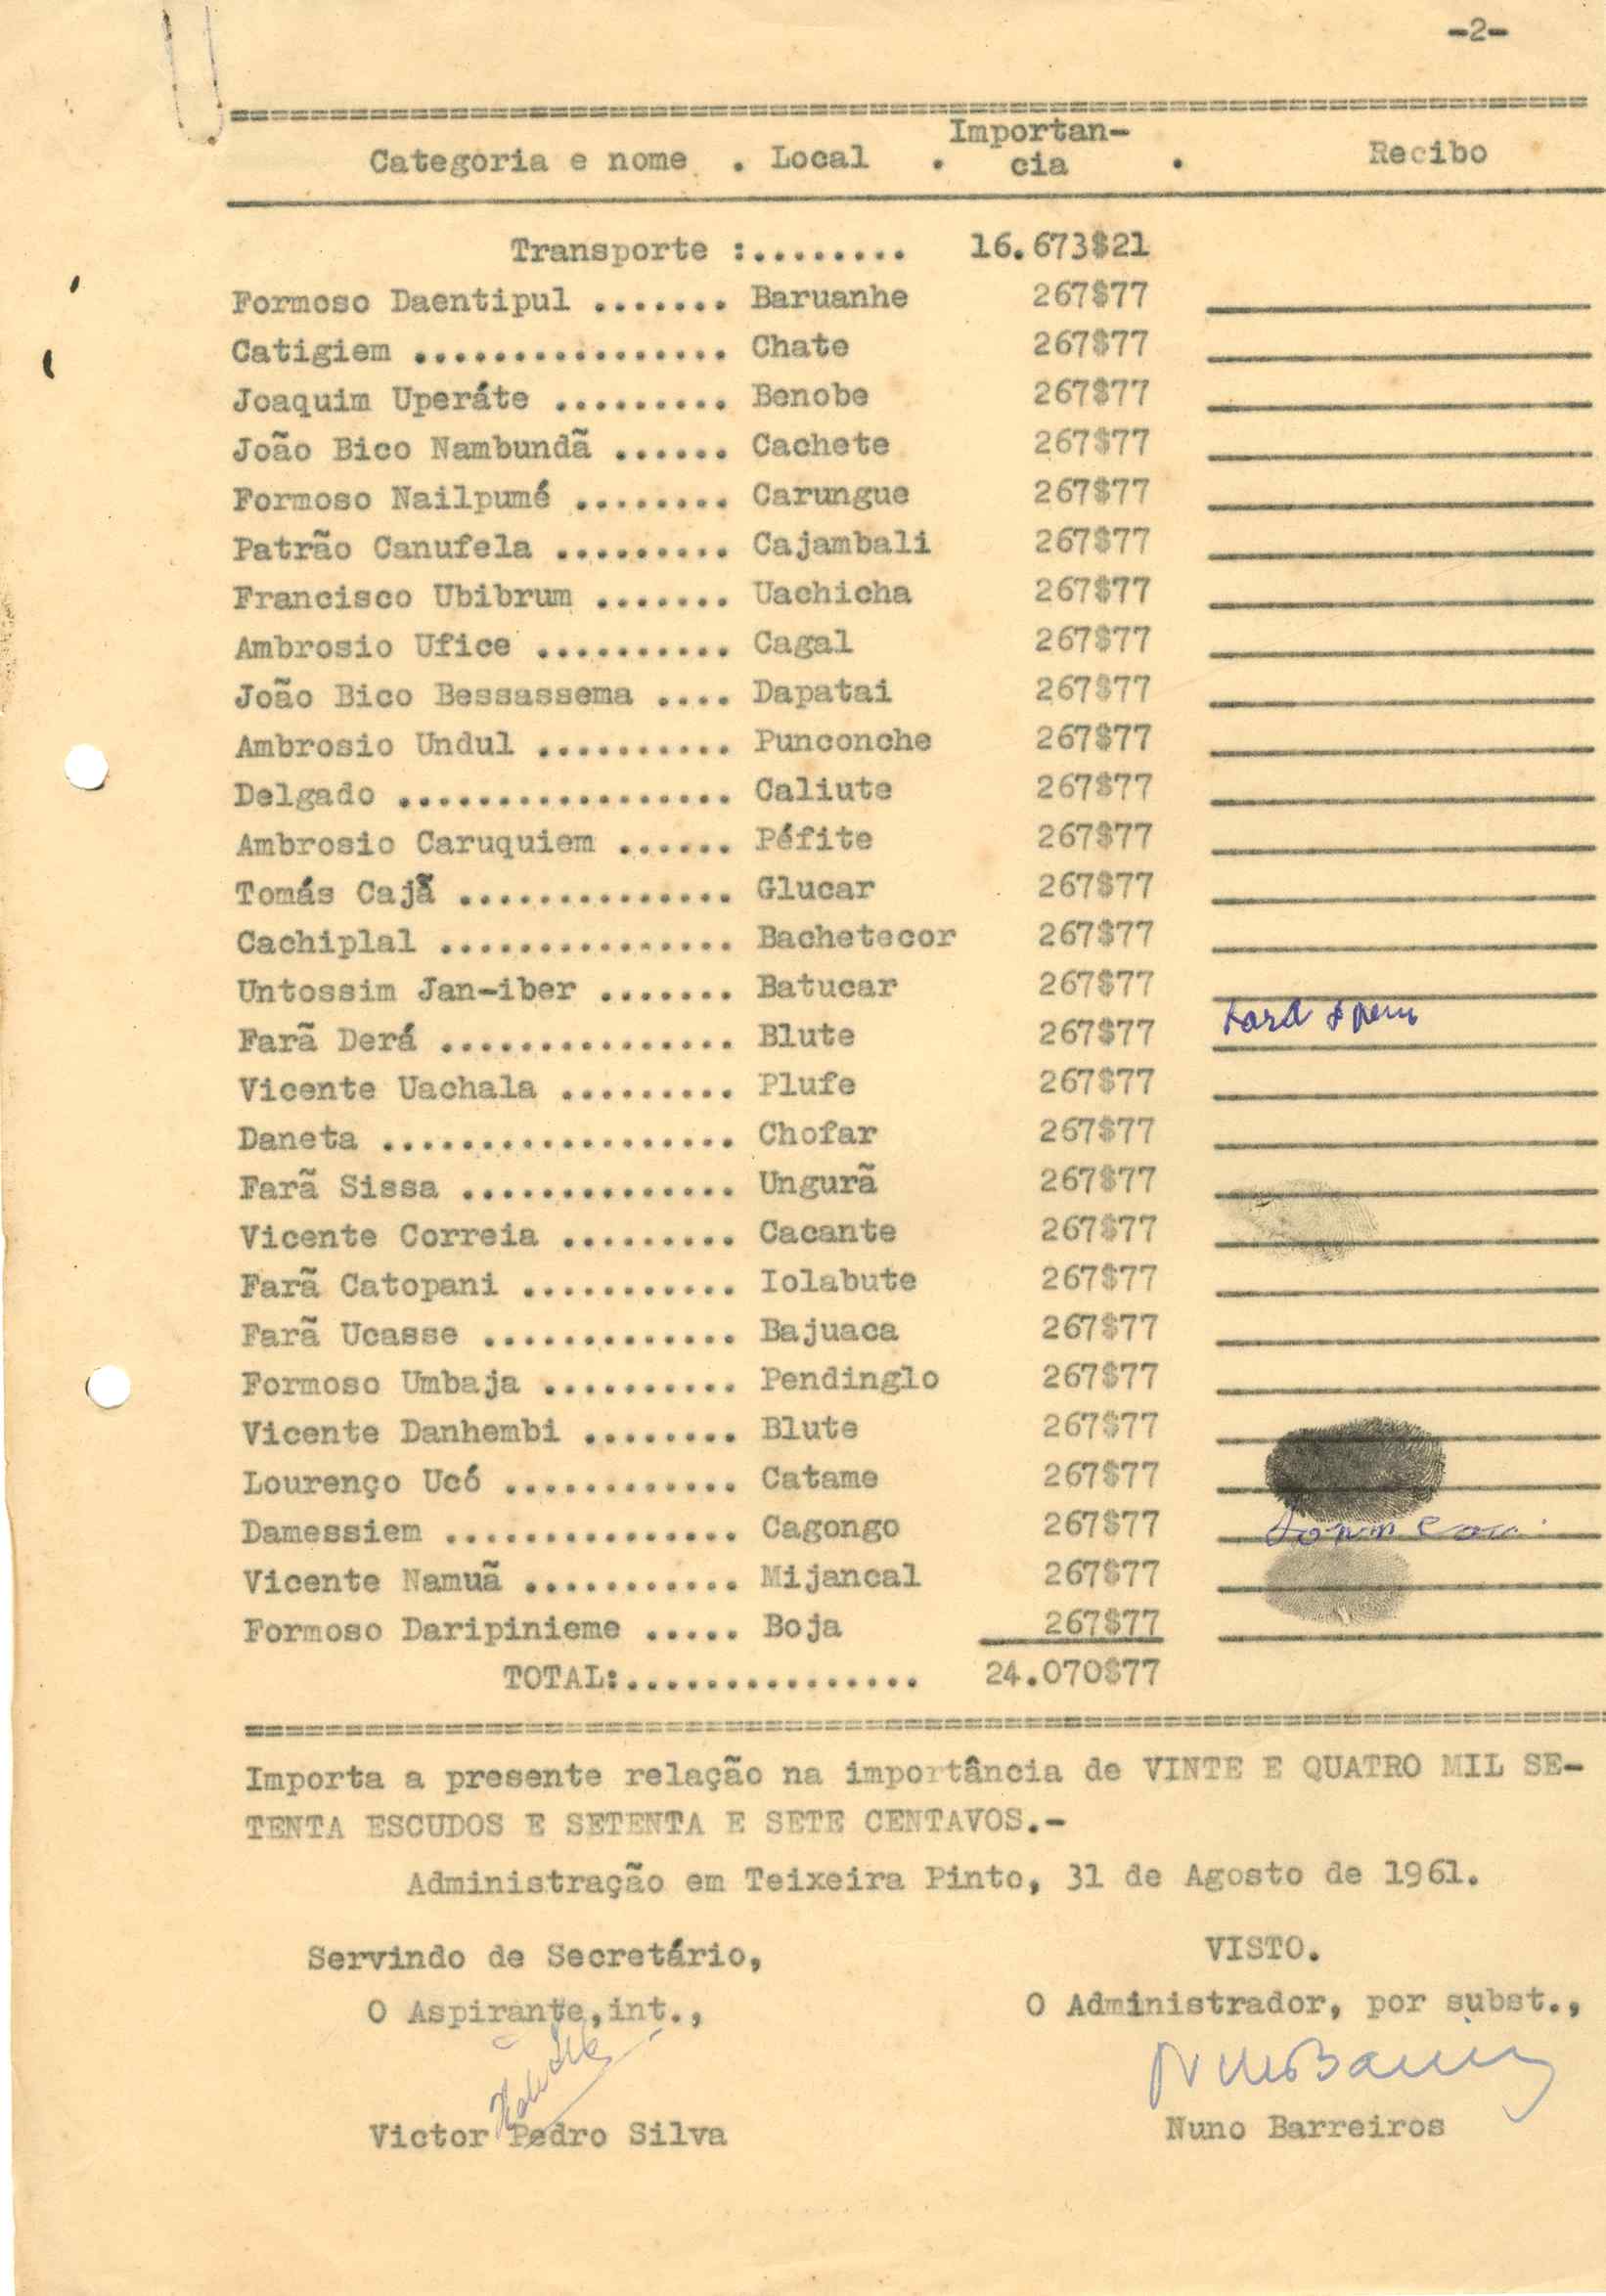 -2-
Categoria e nome . Local . Importan-
cia . Recibo
Transporte :........ 16.673$21
Formoso Daentipul ....... Baruanhe 267$77
Catigiem ................ Chate 267$77
Joaquim Uperáte ......... Benobe 267$77
João Bico Nambundã ...... Cachete 267$77
Formoso Nailpumé ........ Carungue 267$77
Patrão Canufela ......... Cajambali 267$77
Francisco Ubibrum ....... Uachicha 267$77
Ambrosio Ufice .......... Cagal 267$77
João Bico Bessassema .... Dapatai 267$77
Ambrosio Undul .......... Punconche 267$77
Delgado ................. Caliute 267$77
Ambrosio Caruquiem ...... Péfite 267$77
Tomás Cajã .............. Glucar 267$77
Cachiplal ............... Bachetecor 267$77
Untossim Jan-iber ....... Batucar 267$77
Farã Derá ............... Blute 267$77
Vicente Uachala ......... Plufe 267$77
Daneta .................. Chofar 267$77
Farã Sissa .............. Ungurã 267$77
Vicente Correia ......... Cacante 267$77
Farã Catopani ........... Iolabute 267$77
Farã Ucasse ............. Bajuaca 267$77
Formoso Umbaja .......... Pendinglo 267$77
Vicente Danhembi ........ Blute 267$77
Lourenço Ucó ............ Catame 267$77
Damessiem ............... Cagongo 267$77
Vicente Namuã ........... Mijancal 267$77
Formoso Daripinieme ..... Boja 267$77
TOTAL:............... 24.070$77
Importa a presente relação na importância de VINTE E QUATRO MIL SE-
TENTA ESCUDOS E SETENTA E SETE CENTAVOS.-
Administração em Teixeira Pinto, 31 de Agosto de 1961.
Servindo de Secretário, VISTO.
O Aspirante,int., O Administrador, por subst.,
Victor Pedro Silva Nuno Barreiros